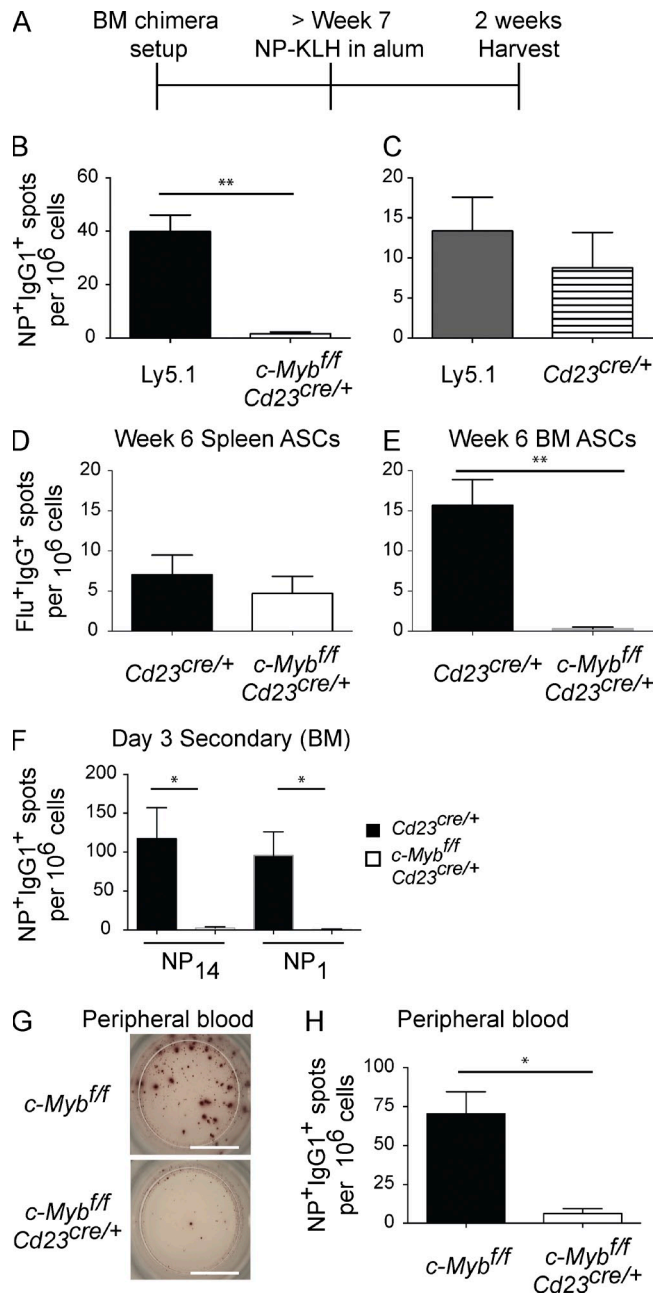 A
BM chimera
setup
> Week 7
NP-KLH in alum
2 weeks
Harvest
B
NP+IgG1+ spots
per 10^6 cells
60
40
20
0
**
Ly5.1
c-Myb^f/f
Cd23^cre/+
C
20
15
10
5
0
Ly5.1
Cd23^cre/+
D
Week 6 Spleen ASCs
Flu+IgG+ spots
per 10^6 cells
20
15
10
5
0
Cd23^cre/+
c-Myb^f/f
Cd23^cre/+
E
Week 6 BM ASCs
20
15
10
5
0
**
Cd23^cre/+
c-Myb^f/f
Cd23^cre/+
F
Day 3 Secondary (BM)
NP+IgG1+ spots
per 10^6 cells
200
150
100
50
0
*
*
NP14
NP1
Cd23^cre/+
c-Myb^f/f
Cd23^cre/+
G
Peripheral blood
c-Myb^f/f
c-Myb^f/f
Cd23^cre/+
H
Peripheral blood
NP+IgG1+ spots
per 10^6 cells
100
75
50
25
0
*
c-Myb^f/f
c-Myb^f/f
Cd23^cre/+